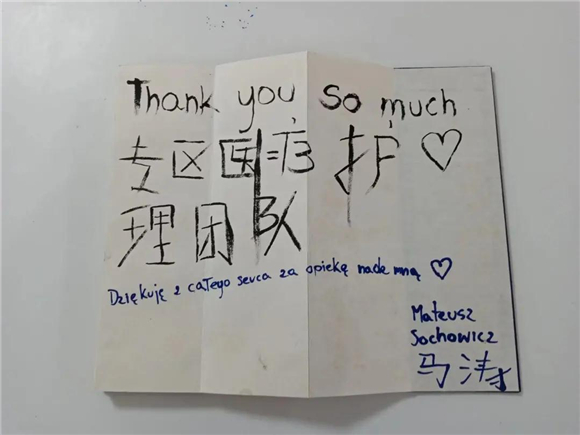 Thank you so much
专区医疗护 ♡
理团队
Dziękuję z całego serca za opiekę nade mną ♡
Mateusz
Sochowicz
马